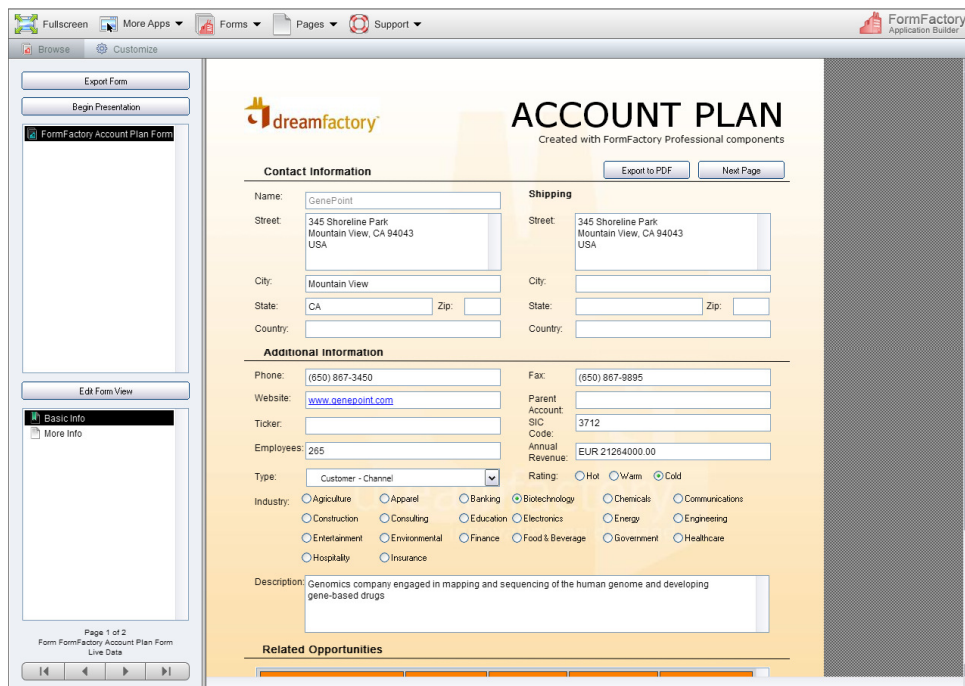 Fullscreen More Apps Forms Pages Support
FormFactory
Application Builder
Browse Customize
Export Form
Begin Presentation
FormFactory Account Plan Form
Edit Form View
Basic Info
More Info
Page 1 of 2
Form FormFactory Account Plan Form
Live Data
dreamfactory
ACCOUNT PLAN
Created with FormFactory Professional components
Contact Information
Export to PDF Next Page
Name: GenePoint Shipping
Street: 345 Shoreline Park Street: 345 Shoreline Park
Mountain View, CA 94043 Mountain View, CA 94043
USA USA
City: Mountain View City:
State: CA Zip: State: Zip:
Country: Country:
Additional Information
Phone: (650) 867-3450 Fax: (650) 867-9895
Website: www.genepoint.com Parent Account:
Ticker: SIC Code: 3712
Employees: 265 Annual Revenue: EUR 21264000.00
Type: Customer - Channel Rating: Hot Warm Cold
Industry: Agriculture Apparel Banking Biotechnology Chemicals Communications
Construction Consulting Education Electronics Energy Engineering
Entertainment Environmental Finance Food & Beverage Government Healthcare
Hospitality Insurance
Description: Genomics company engaged in mapping and sequencing of the human genome and developing
gene-based drugs
Related Opportunities